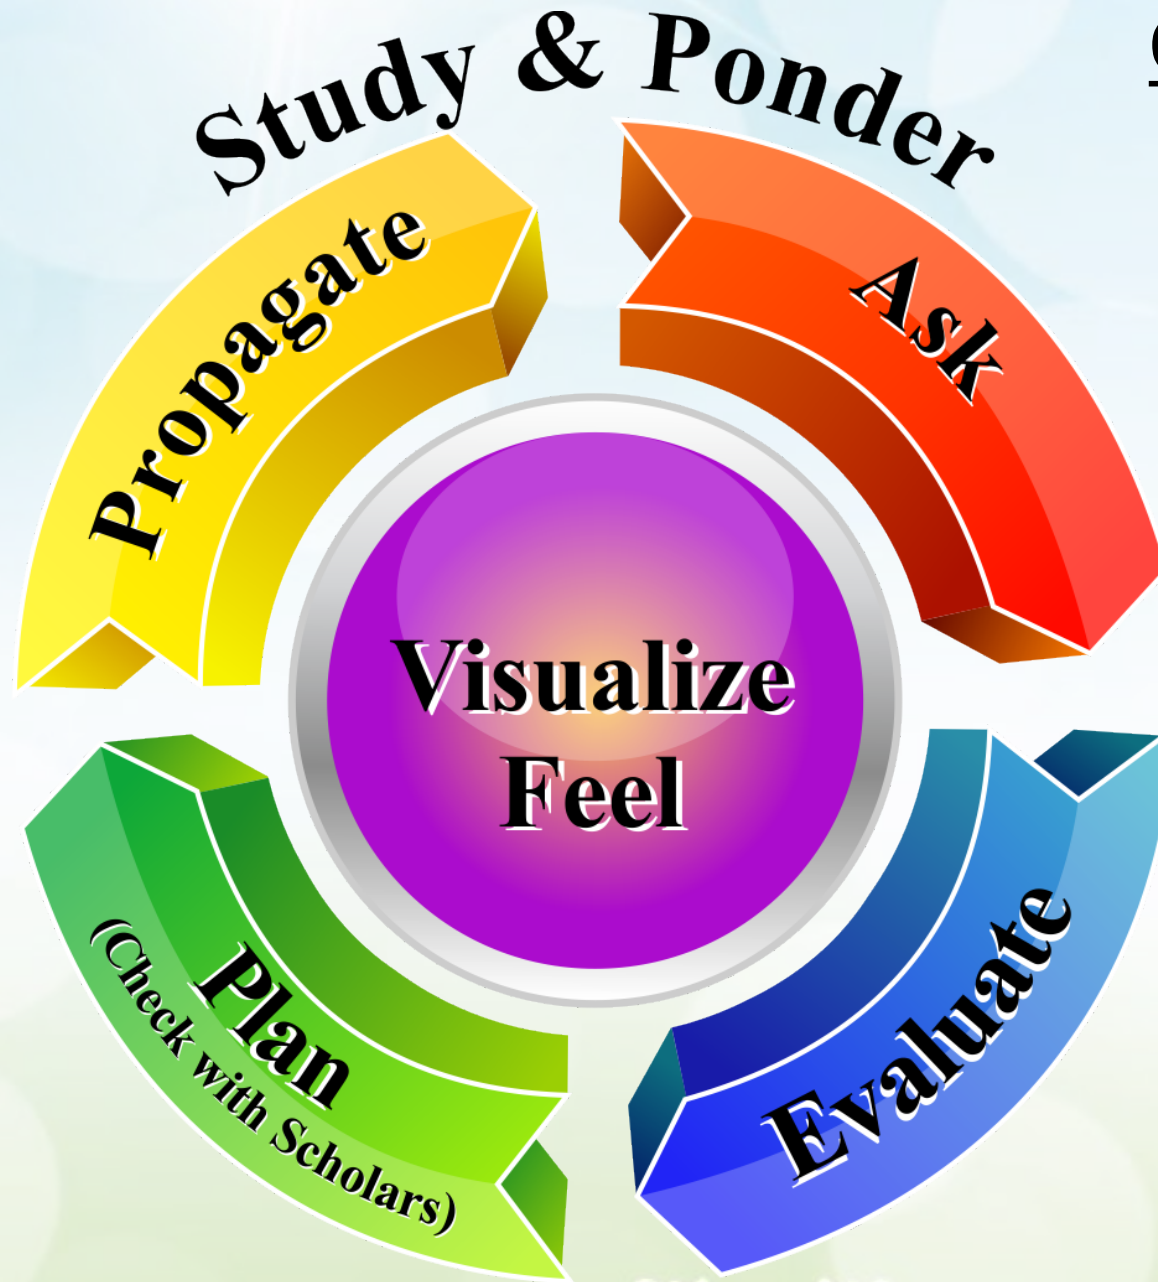 Study & Ponder
Propagate
Ask
Visualize
Feel
Plan
(Check with Scholars)
Evaluate